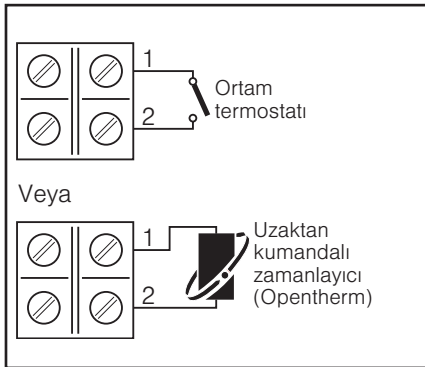 1
Ortam
termostatı
2
Veya
1
Uzaktan
kumandalı
zamanlayıcı
(Opentherm)
2